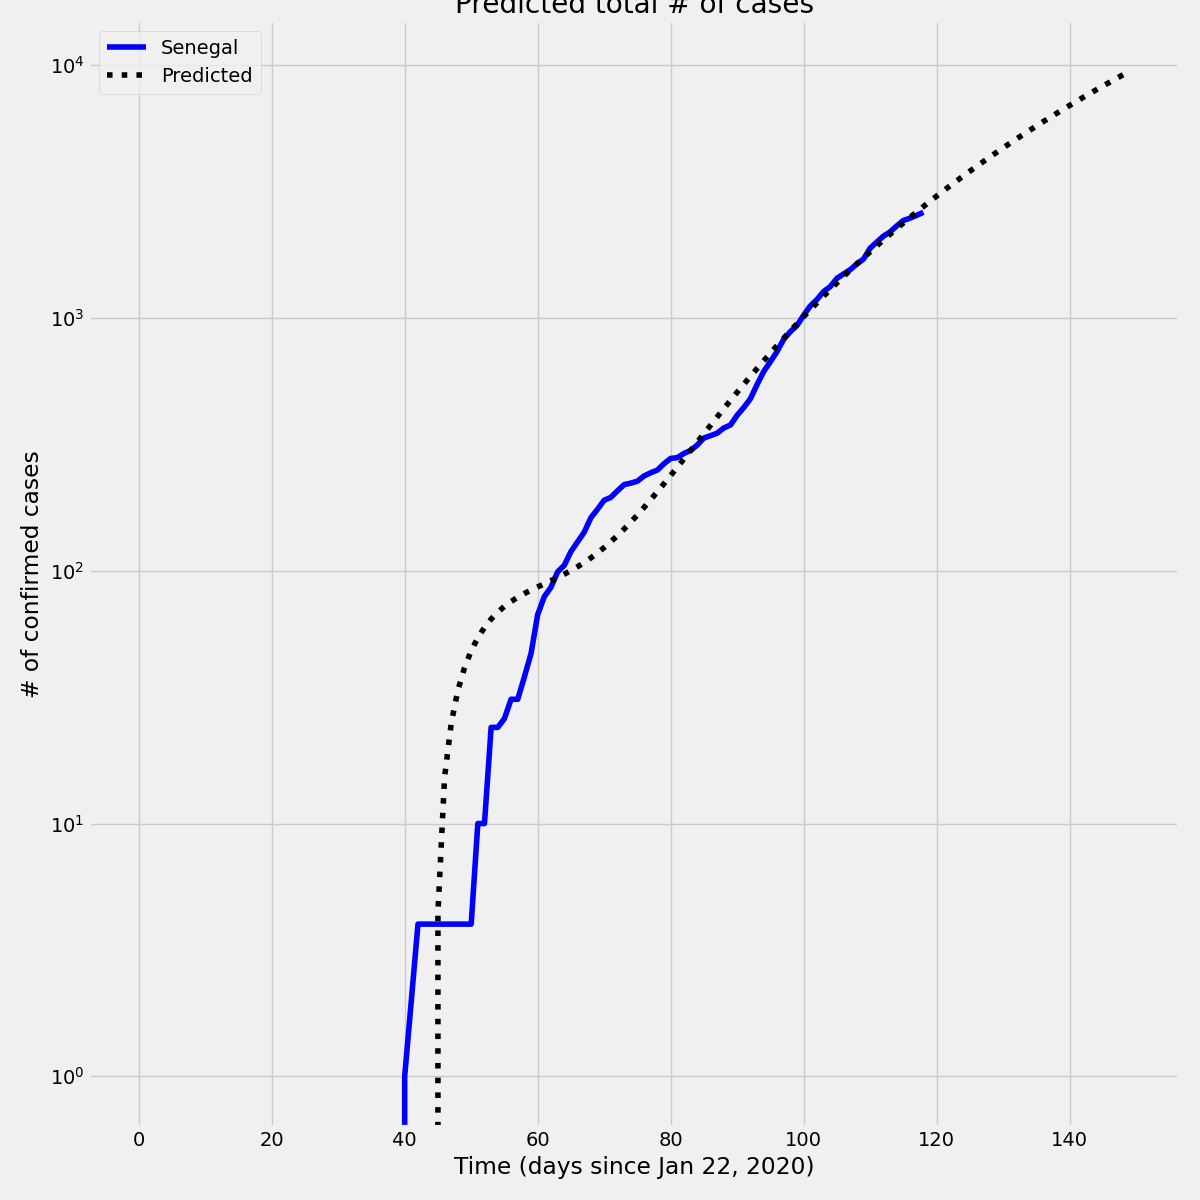 Predicted total # of cases
Senegal
Predicted
10⁴
10³
10²
10¹
10⁰
# of confirmed cases
0 20 40 60 80 100 120 140
Time (days since Jan 22, 2020)